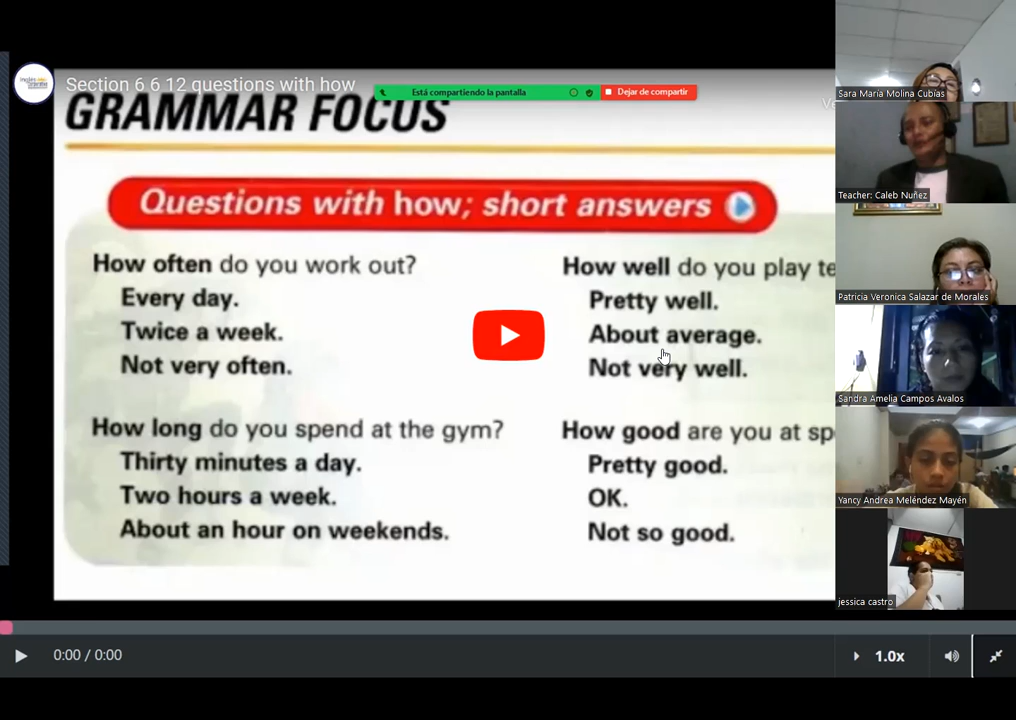 Section 6 6 12 questions with how
Está compartiendo la pantalla
Dejar de compartir
GRAMMAR FOCUS
Questions with how; short answers
How often do you work out?
Every day.
Twice a week.
Not very often.
How long do you spend at the gym?
Thirty minutes a day.
Two hours a week.
About an hour on weekends.
How well do you play te
Pretty well.
About average.
Not very well.
How good are you at sp
Pretty good.
OK.
Not so good.
Sara María Molina Cubías
Teacher: Caleb Nuñez
Patricia Veronica Salazar de Morales
Sandra Amelia Campos Avalos
Yancy Andrea Meléndez Mayén
jessica castro
0:00 / 0:00
1.0x